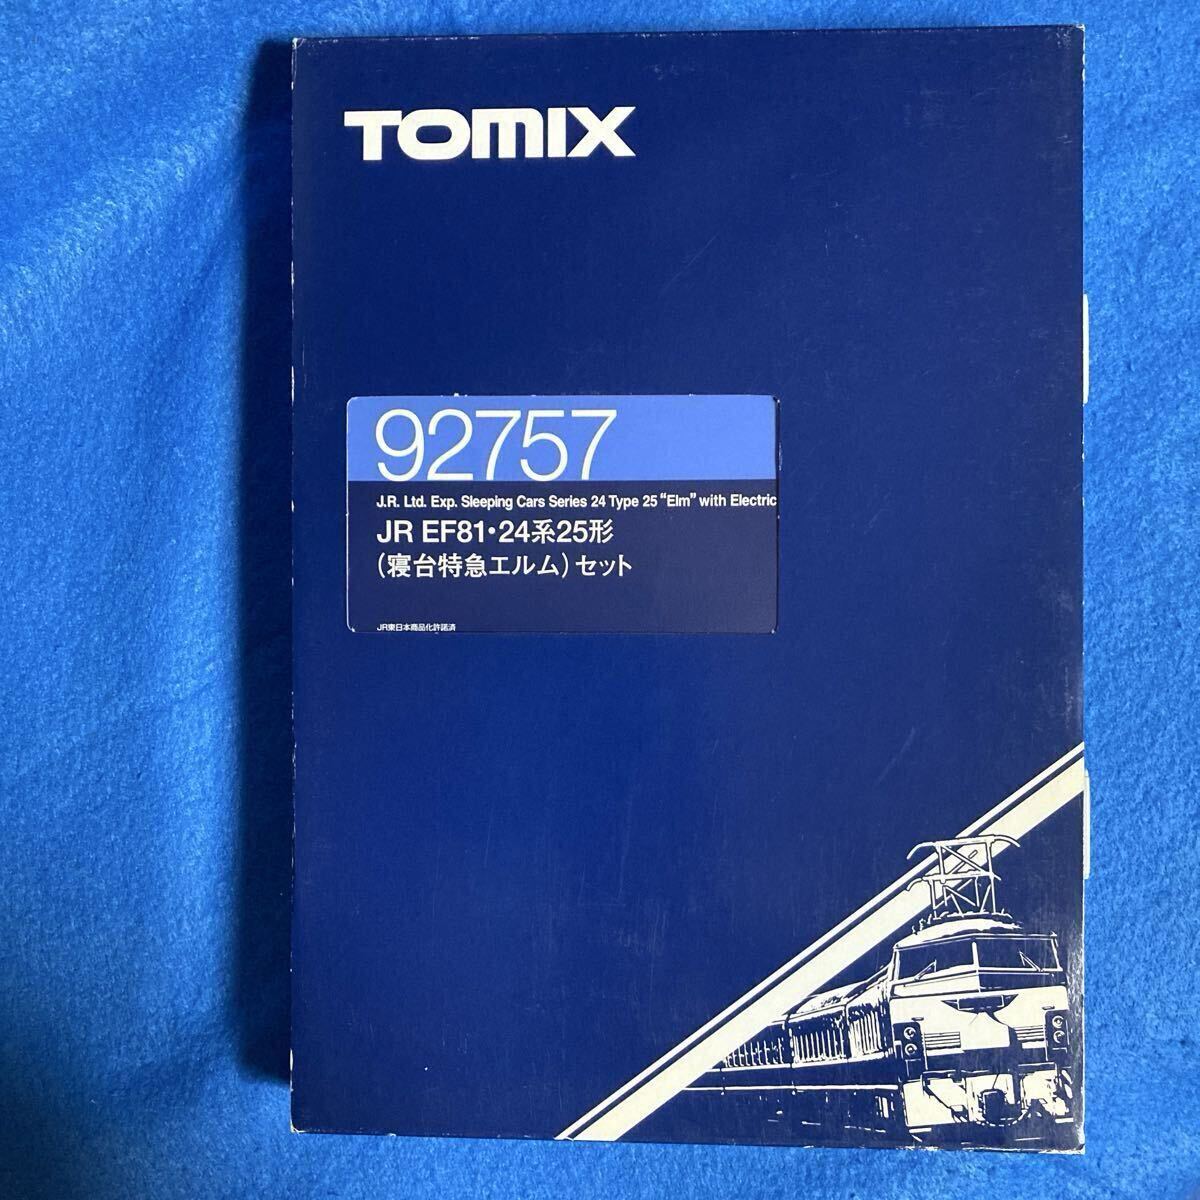 TOMIX
92757
J.R. Ltd. Exp. Sleeping Cars Series 24 Type 25 “Elm” with Electric
JR EF81・24系25形
(寝台特急エルム) セット
JR東日本商品化許諾済